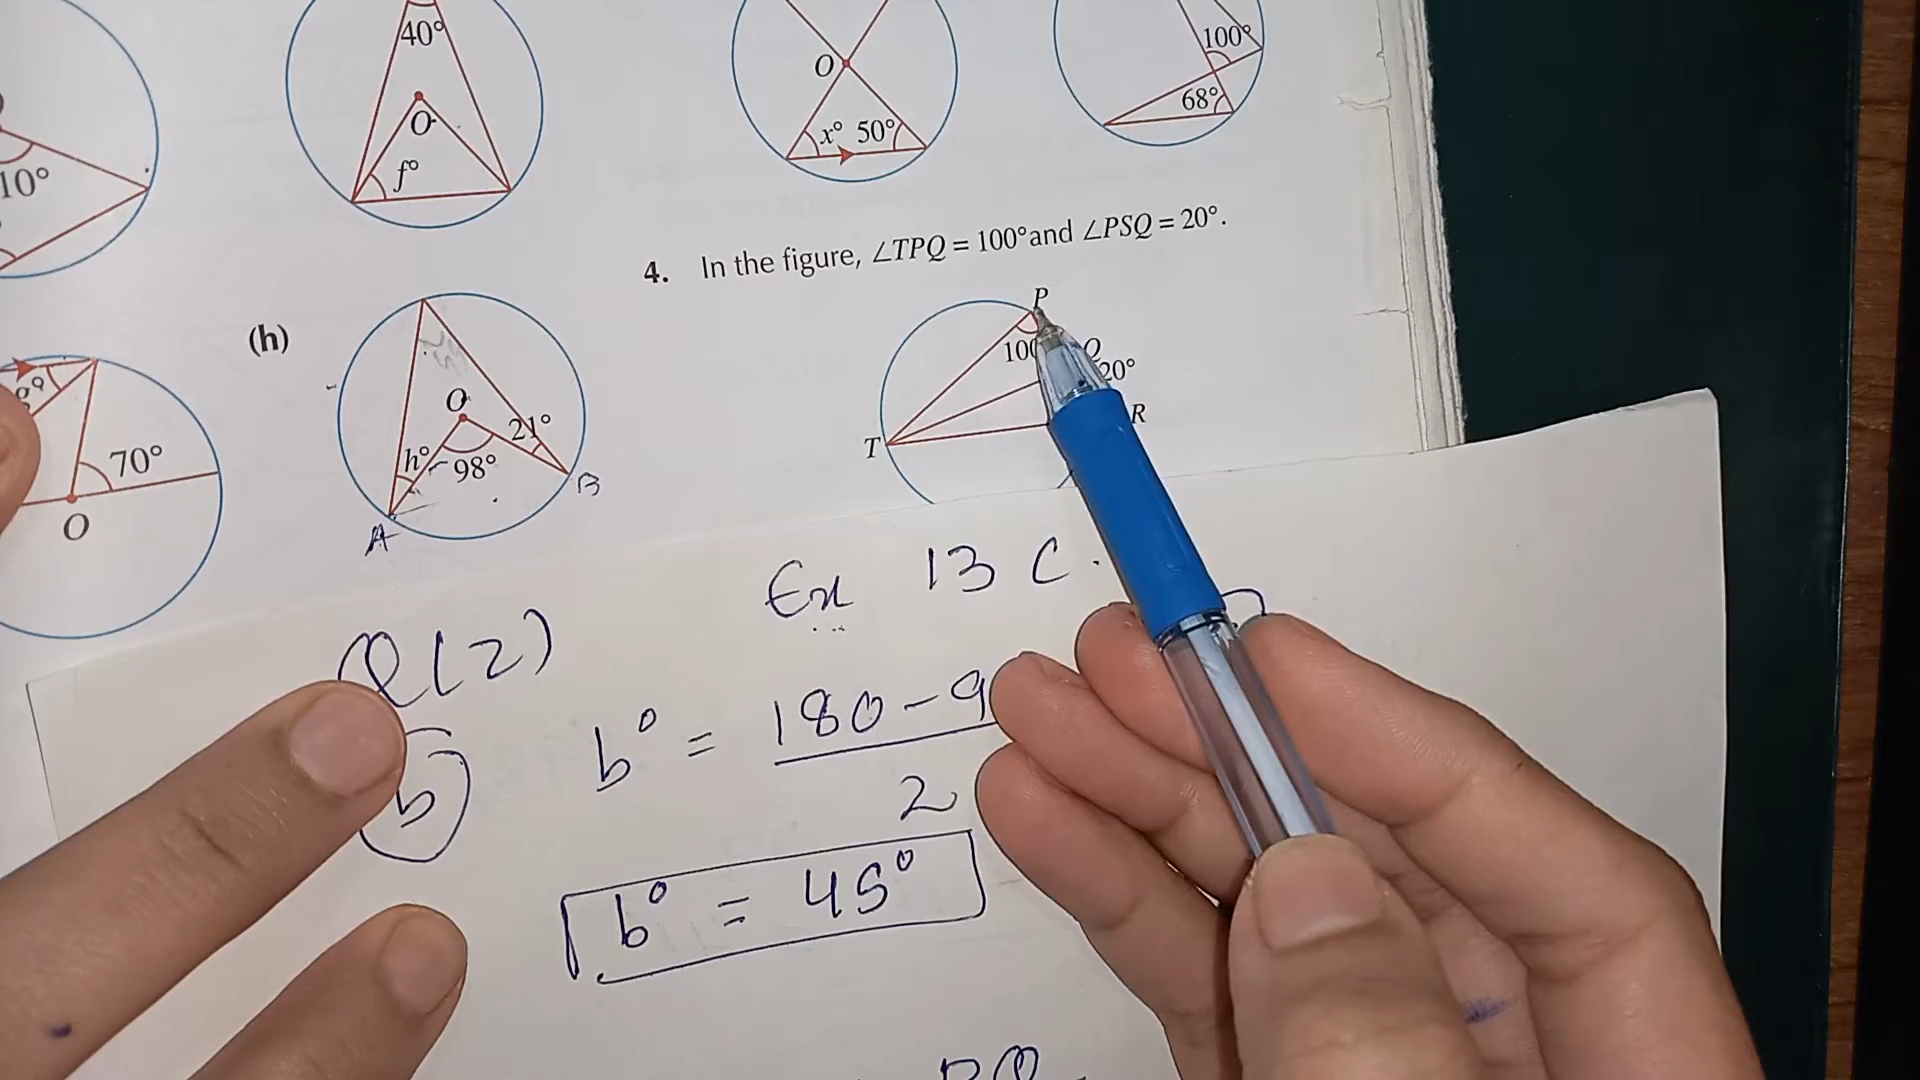 40°
O
f°
O
x° 50°
100°
68°
10°
4. In the figure, ∠TPQ = 100° and ∠PSQ = 20°.
P
Q
20°
R
T
(h)
O
21°
h°
98°
A
B
g°
70°
O
Ex 13 C.
Q(2)
b
b° = 180 - 9
2
b° = 45°